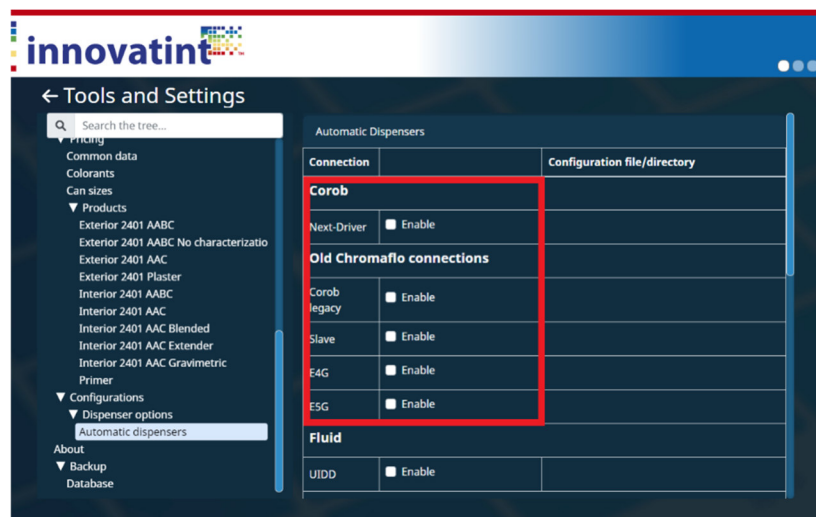 innovatint
← Tools and Settings
Search the tree...
▼ Pricing
Common data
Colorants
Can sizes
▼ Products
Exterior 2401 AABC
Exterior 2401 AABC No characterizatio
Exterior 2401 AAC
Exterior 2401 Plaster
Interior 2401 AABC
Interior 2401 AAC
Interior 2401 AAC Blended
Interior 2401 AAC Extender
Interior 2401 AAC Gravimetric
Primer
▼ Configurations
▼ Dispenser options
Automatic dispensers
About
▼ Backup
Database
Automatic Dispensers
Connection Configuration file/directory
Corob
Next-Driver Enable
Old Chromaflo connections
Corob
legacy Enable
Slave Enable
E4G Enable
E5G Enable
Fluid
UIDD Enable